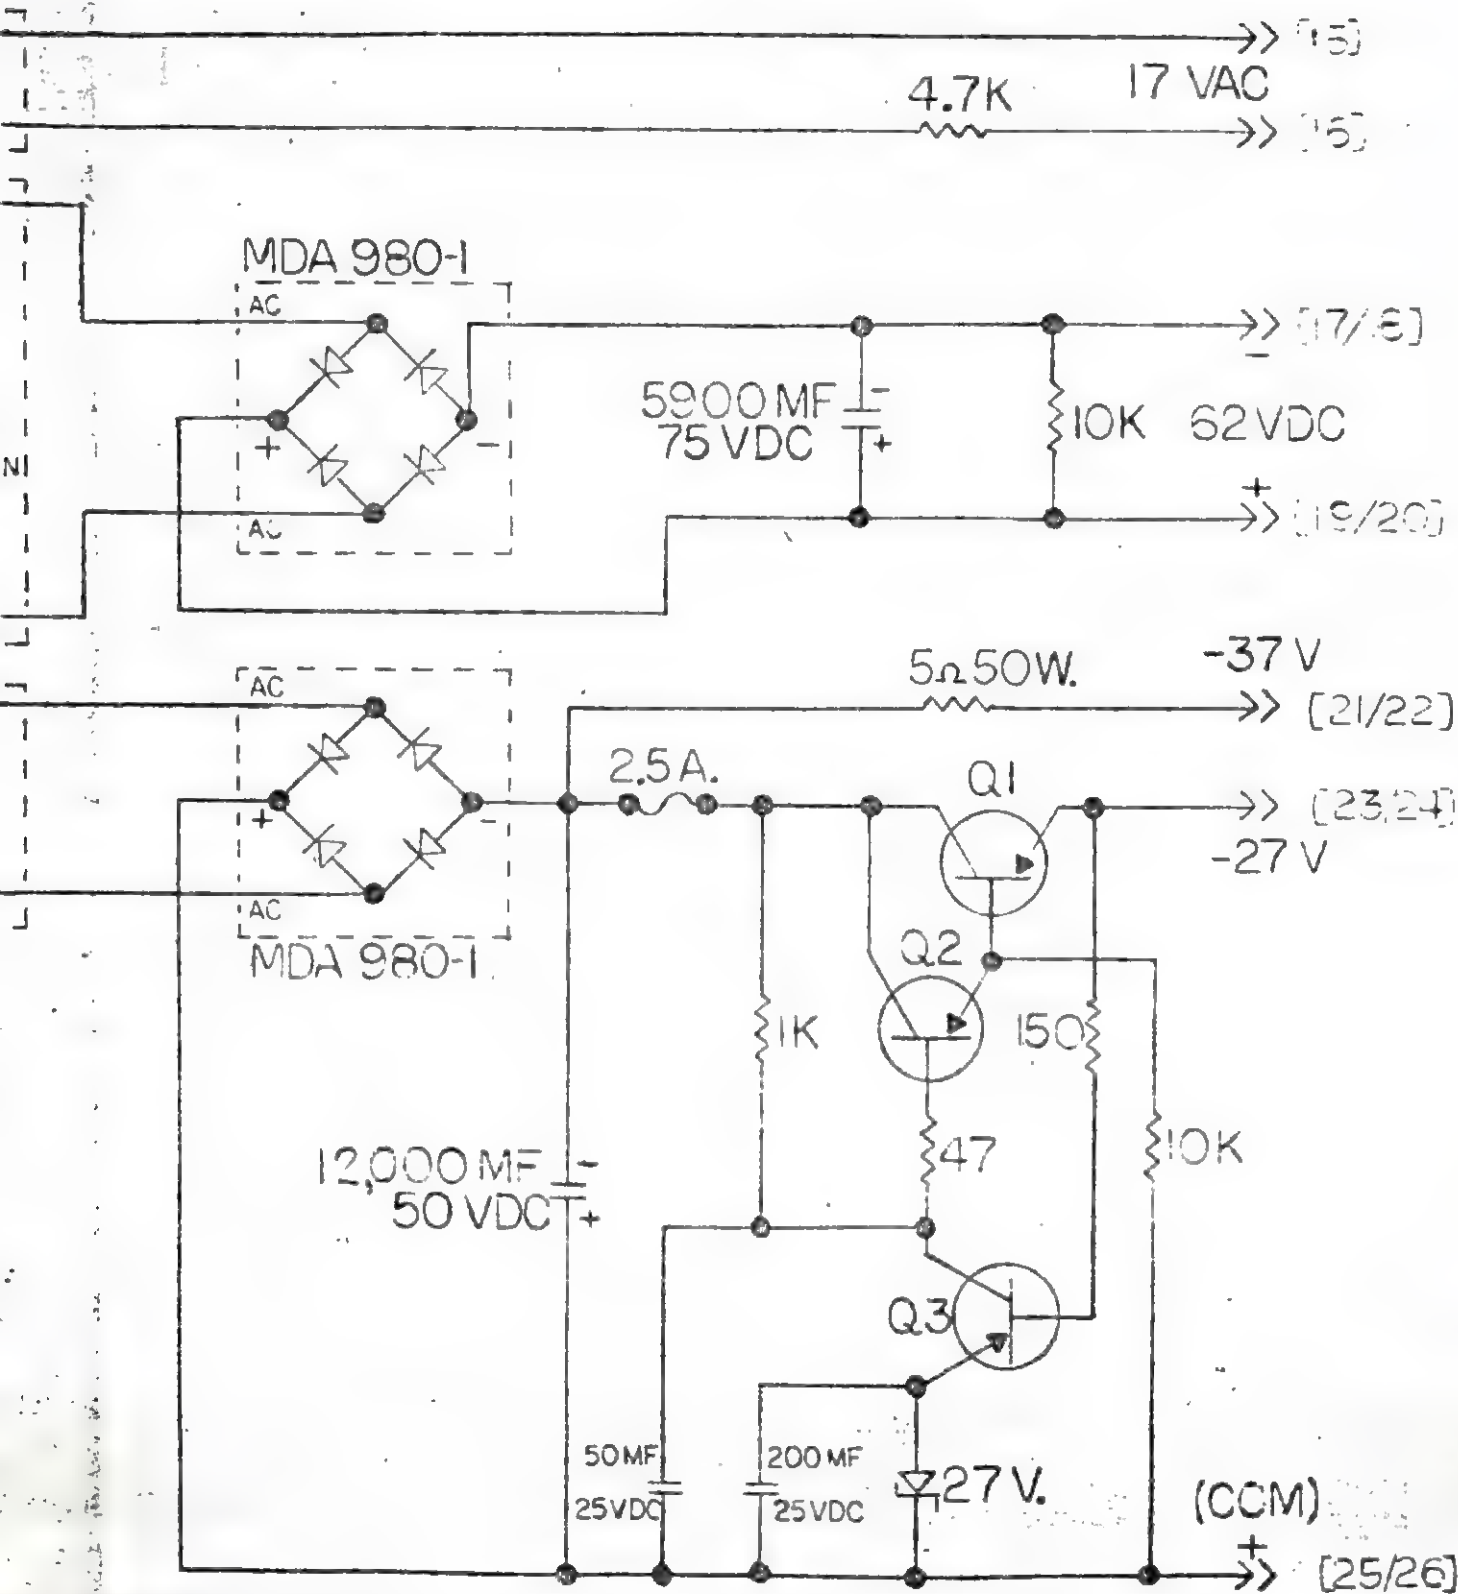 [15]
17 VAC
4.7K
[16]
MDA 980-1
AC
[17/18]
-
5900 MF -
75 VDC +
10K
62 VDC
+ -
AC
+
[19/20]
N
-37 V
5Ω 50W.
[21/22]
AC
2.5A.
Q1
+ -
[23/24]
-27 V
AC
MDA 980-1
Q2
1K
150
47
10K
12,000 MF -
50 VDC +
Q3
50 MF
25 VDC
200 MF
25 VDC
27 V.
(COM)
+
[25/26]